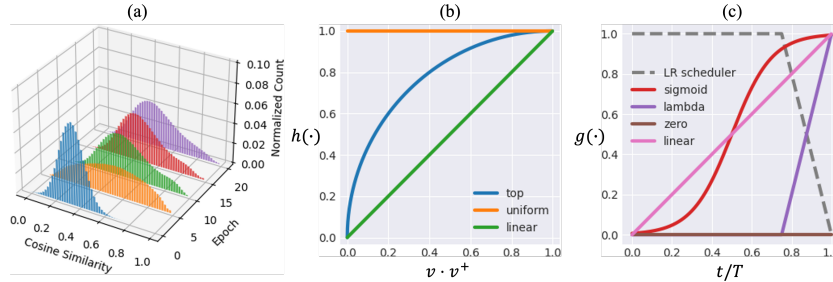 (a)
0.10
0.08
0.06
0.04
0.02
0.00
Normalized Count
0.0
0.2
0.4
0.6
0.8
1.0
Cosine Similarity
0
5
10
15
20
Epoch
(b)
1.0
0.8
0.6
0.4
0.2
0.0
h(·)
top
uniform
linear
0.0 0.2 0.4 0.6 0.8 1.0
v · v⁺
(c)
1.0
0.8
0.6
0.4
0.2
0.0
g(·)
LR scheduler
sigmoid
lambda
zero
linear
0.0 0.2 0.4 0.6 0.8
t/T